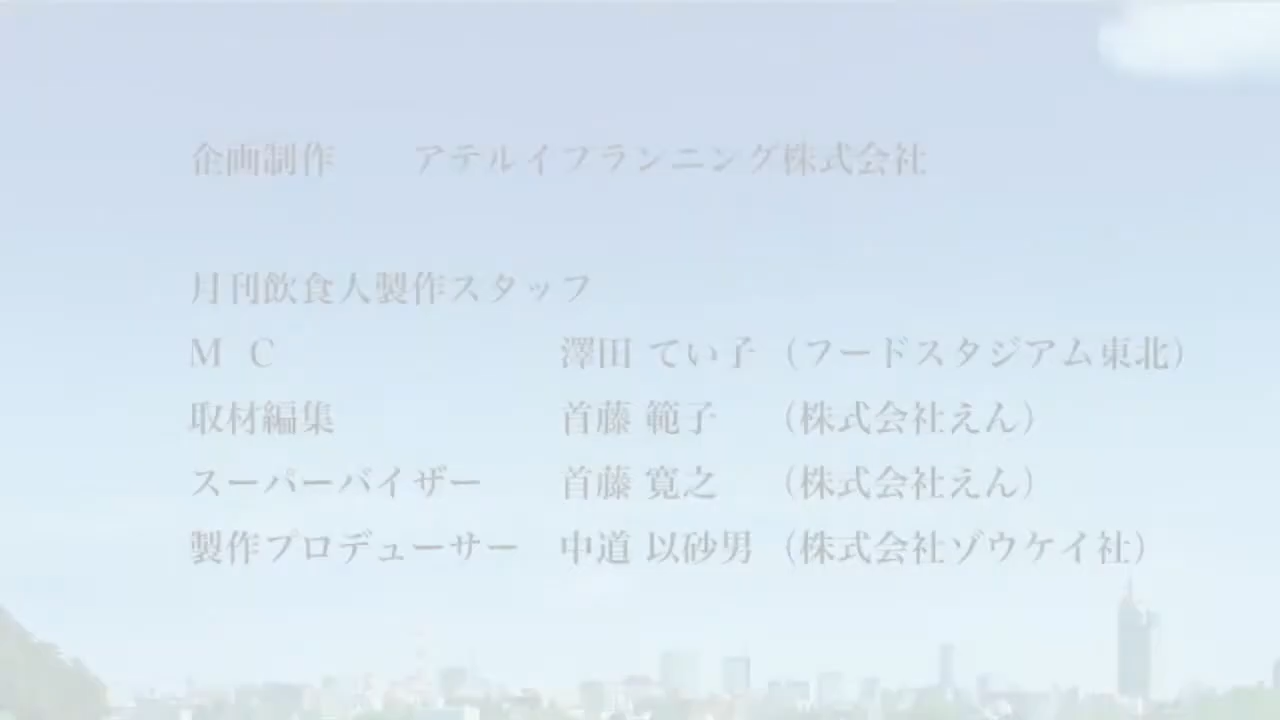 企画制作 アテルイプランニング株式会社
月刊飲食人製作スタッフ
M C 澤田 てい子 （フードスタジアム東北）
取材編集 首藤 範子 （株式会社えん）
スーパーバイザー 首藤 寛之 （株式会社えん）
製作プロデューサー 中道 以砂男 （株式会社ゾウケイ社）